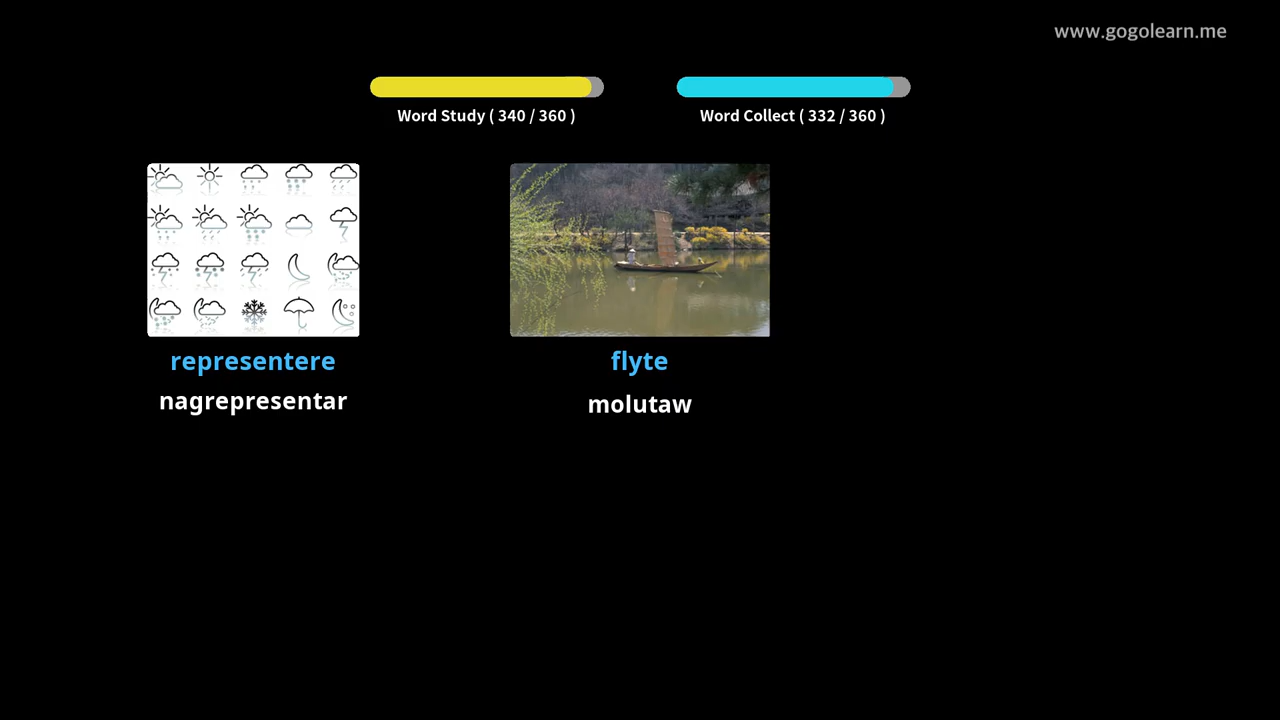 www.gogolearn.me
Word Study ( 340 / 360 )
Word Collect ( 332 / 360 )
representere
nagrepresentar
flyte
molutaw